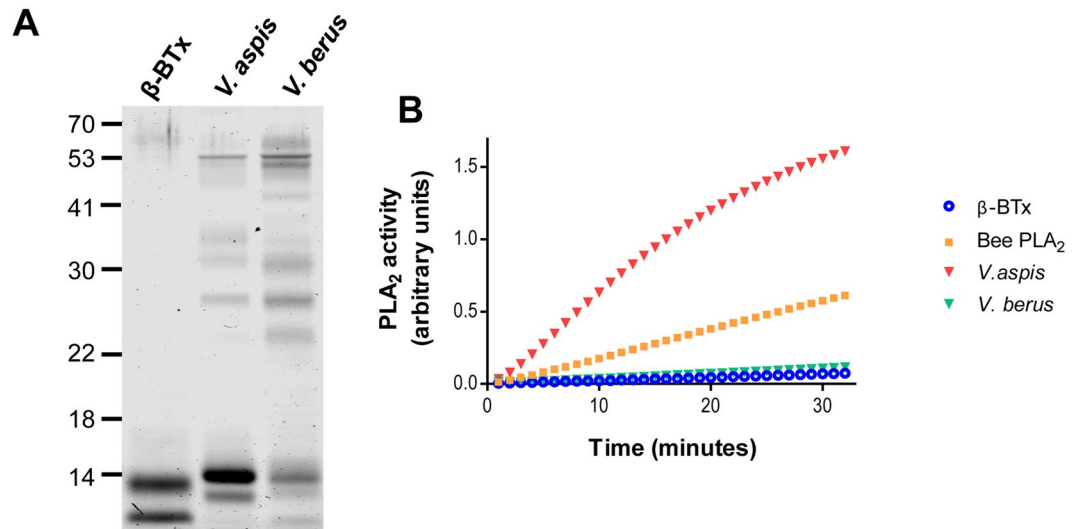 A
β-BTx
V. aspis
V. berus
70
53
41
30
22
18
14
B
PLA₂ activity
(arbitrary units)
1.5
1.0
0.5
0.0
0
10
20
30
Time (minutes)
β-BTx
Bee PLA₂
V.aspis
V. berus